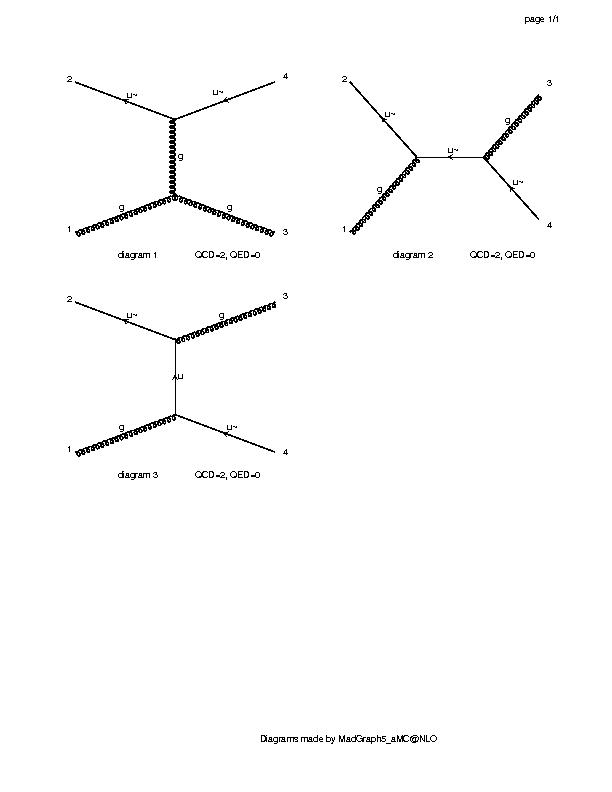 page 1/1
2
u~
u~
4
g
g
g
1
3
diagram 1 QCD=2, QED=0
2
u~
3
g
u~
g
u~
1
4
diagram 2 QCD=2, QED=0
2
u~
g
3
u
g
u~
1
4
diagram 3 QCD=2, QED=0
Diagrams made by MadGraph5_aMC@NLO